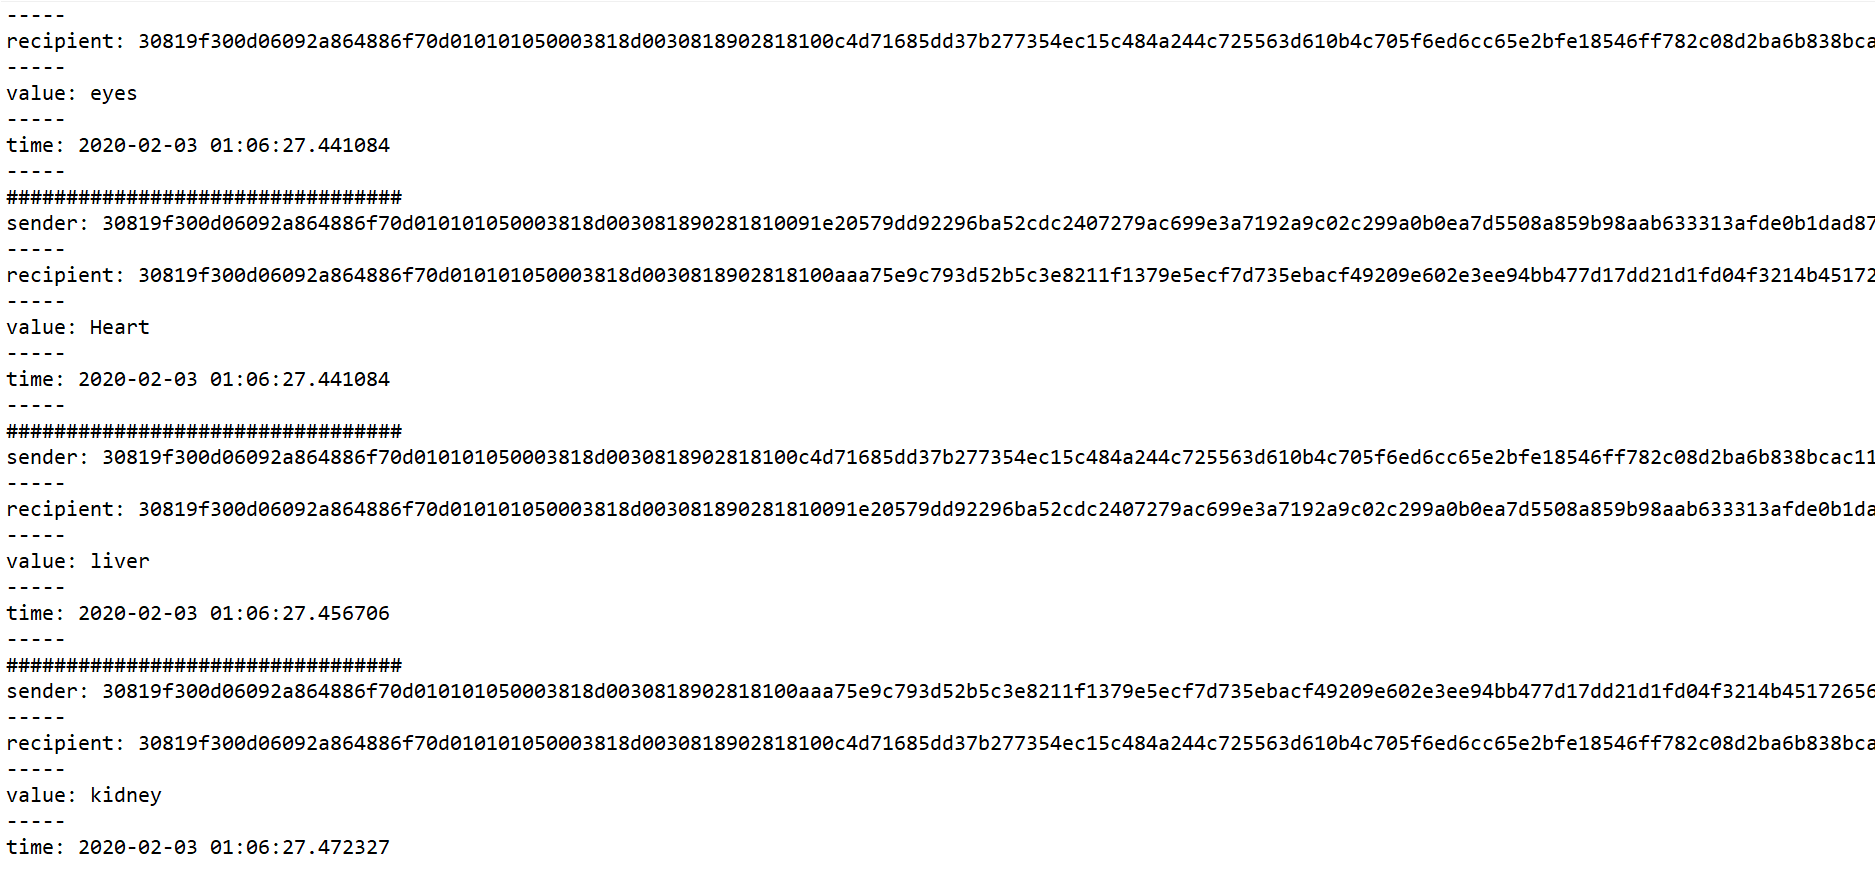 -----
recipient: 30819f300d06092a864886f70d010101050003818d0030818902818100c4d71685dd37b277354ec15c484a244c725563d610b4c705f6ed6cc65e2bfe18546ff782c08d2ba6b838bca
-----
value: eyes
-----
time: 2020-02-03 01:06:27.441084
-----
#################################
sender: 30819f300d06092a864886f70d010101050003818d003081890281810091e20579dd92296ba52cdc2407279ac699e3a7192a9c02c299a0b0ea7d5508a859b98aab633313afde0b1dad87
-----
recipient: 30819f300d06092a864886f70d010101050003818d0030818902818100aaa75e9c793d52b5c3e8211f1379e5ecf7d735ebacf49209e602e3ee94bb477d17dd21d1fd04f3214b45172
-----
value: Heart
-----
time: 2020-02-03 01:06:27.441084
-----
#################################
sender: 30819f300d06092a864886f70d010101050003818d0030818902818100c4d71685dd37b277354ec15c484a244c725563d610b4c705f6ed6cc65e2bfe18546ff782c08d2ba6b838bcac11
-----
recipient: 30819f300d06092a864886f70d010101050003818d003081890281810091e20579dd92296ba52cdc2407279ac699e3a7192a9c02c299a0b0ea7d5508a859b98aab633313afde0b1da
-----
value: liver
-----
time: 2020-02-03 01:06:27.456706
-----
#################################
sender: 30819f300d06092a864886f70d010101050003818d0030818902818100aaa75e9c793d52b5c3e8211f1379e5ecf7d735ebacf49209e602e3ee94bb477d17dd21d1fd04f3214b45172656
-----
recipient: 30819f300d06092a864886f70d010101050003818d0030818902818100c4d71685dd37b277354ec15c484a244c725563d610b4c705f6ed6cc65e2bfe18546ff782c08d2ba6b838bca
-----
value: kidney
-----
time: 2020-02-03 01:06:27.472327